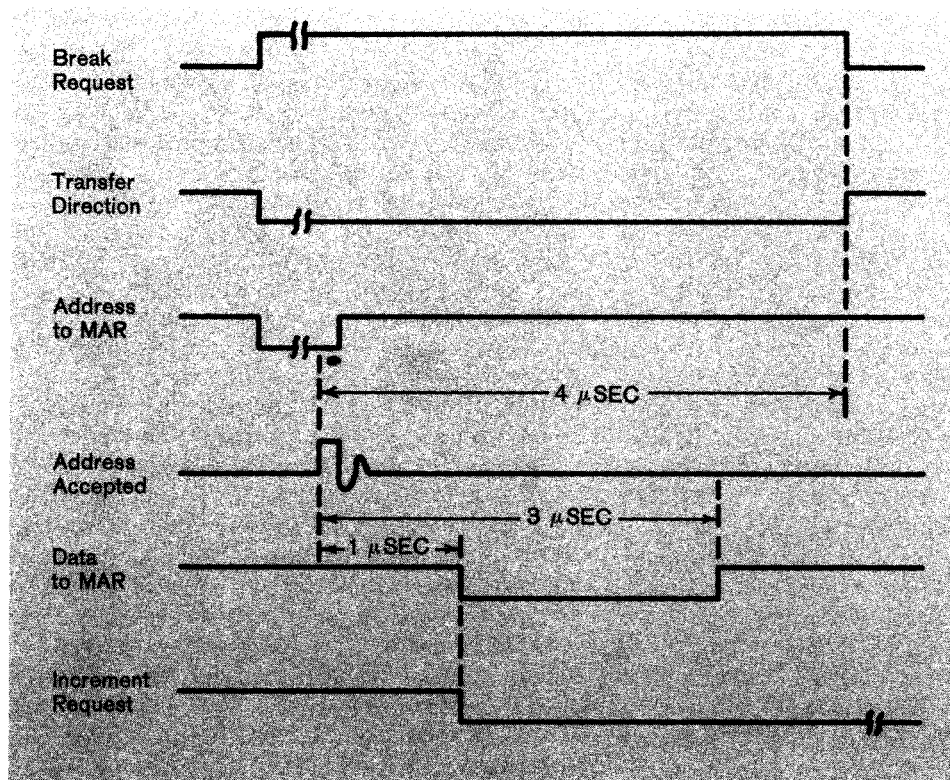 Break
Request
Transfer
Direction
Address
to MAR
4 μSEC
Address
Accepted
3 μSEC
1 μSEC
Data
to MAR
Increment
Request